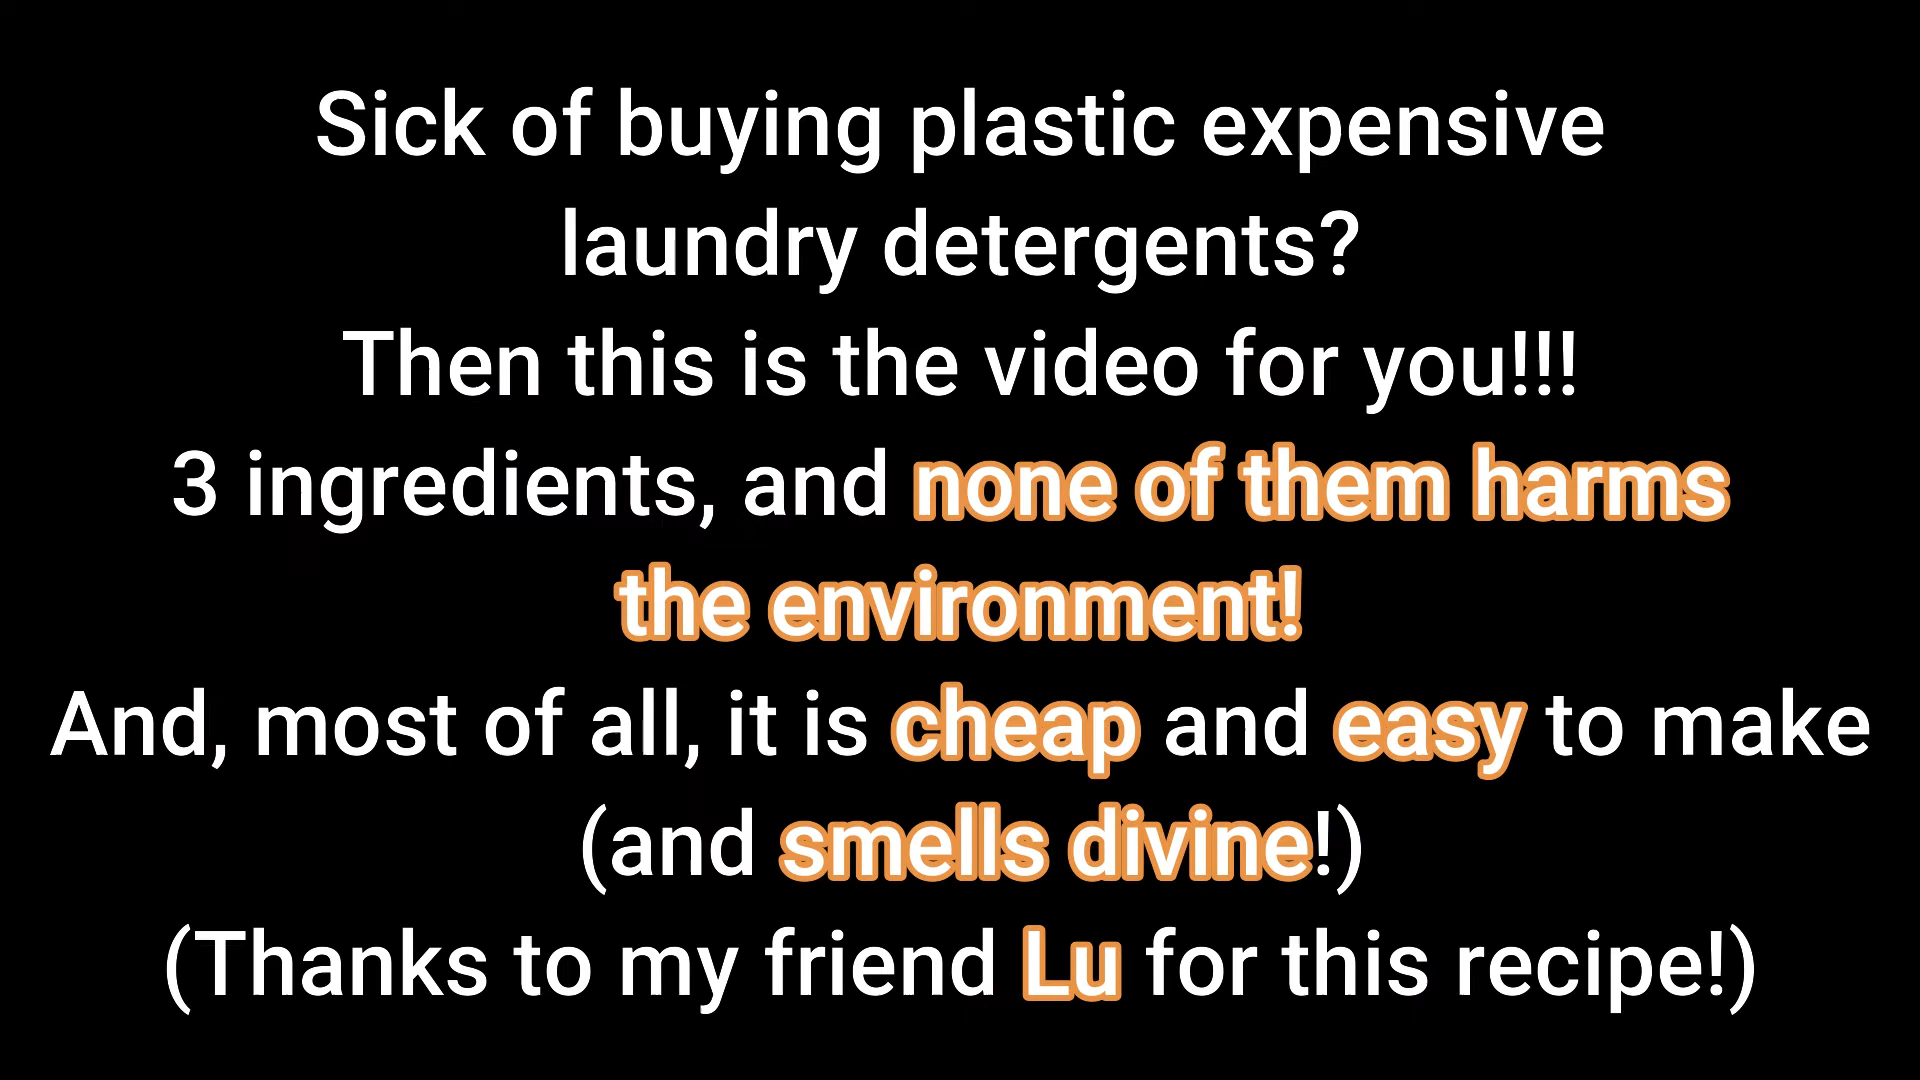 Sick of buying plastic expensive
laundry detergents?
Then this is the video for you!!!
3 ingredients, and none of them harms
the environment!
And, most of all, it is cheap and easy to make
(and smells divine!)
(Thanks to my friend Lu for this recipe!)